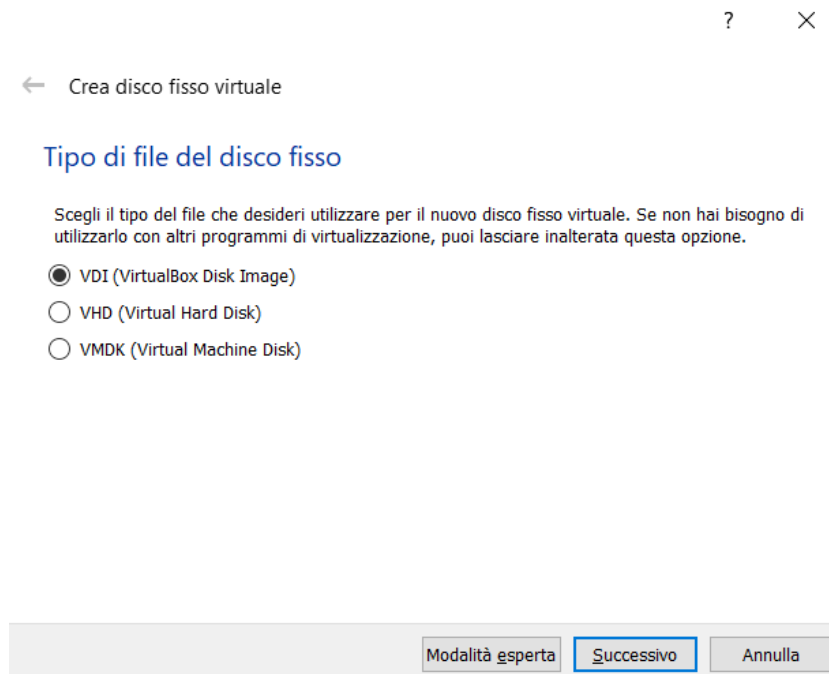 ?
Crea disco fisso virtuale
Tipo di file del disco fisso
Scegli il tipo del file che desideri utilizzare per il nuovo disco fisso virtuale. Se non hai bisogno di
utilizzarlo con altri programmi di virtualizzazione, puoi lasciare inalterata questa opzione.
VDI (VirtualBox Disk Image)
VHD (Virtual Hard Disk)
VMDK (Virtual Machine Disk)
Modalità esperta Successivo Annulla